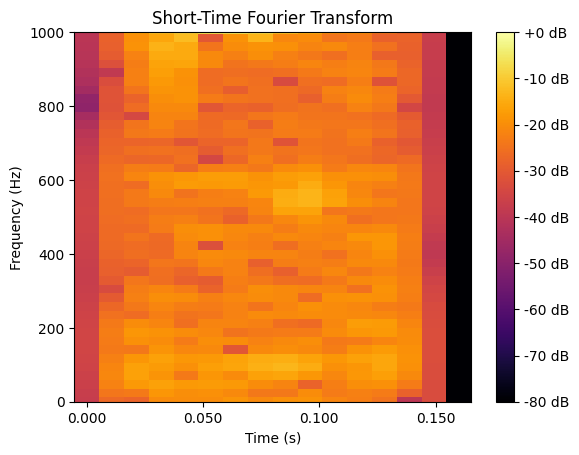 Short-Time Fourier Transform
1000
800
600
400
200
0
Frequency (Hz)
0.000
0.050
0.100
0.150
Time (s)
+0 dB
-10 dB
-20 dB
-30 dB
-40 dB
-50 dB
-60 dB
-70 dB
-80 dB